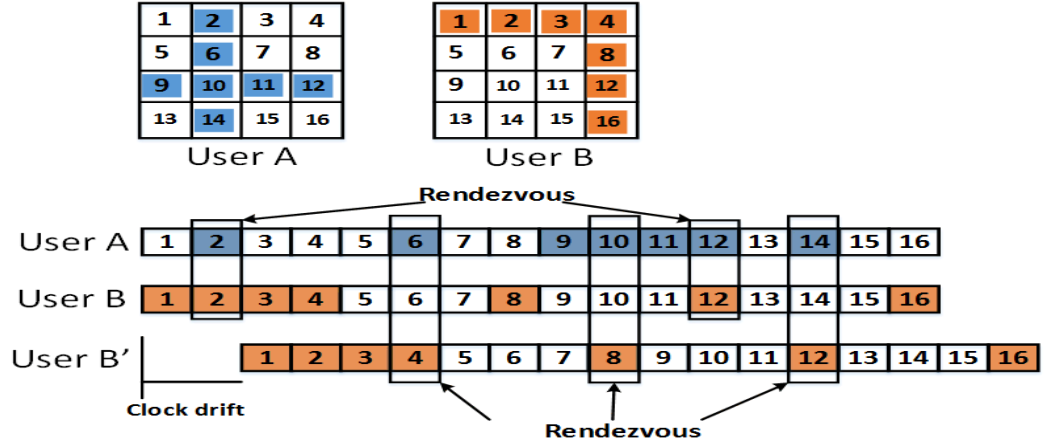 1 2 3 4 1 2 3 4
5 6 7 8 5 6 7 8
9 10 11 12 9 10 11 12
13 14 15 16 13 14 15 16
User A User B
Rendezvous
User A 1 2 3 4 5 6 7 8 9 10 11 12 13 14 15 16
User B 1 2 3 4 5 6 7 8 9 10 11 12 13 14 15 16
User B’ 1 2 3 4 5 6 7 8 9 10 11 12 13 14 15 16
Clock drift
Rendezvous